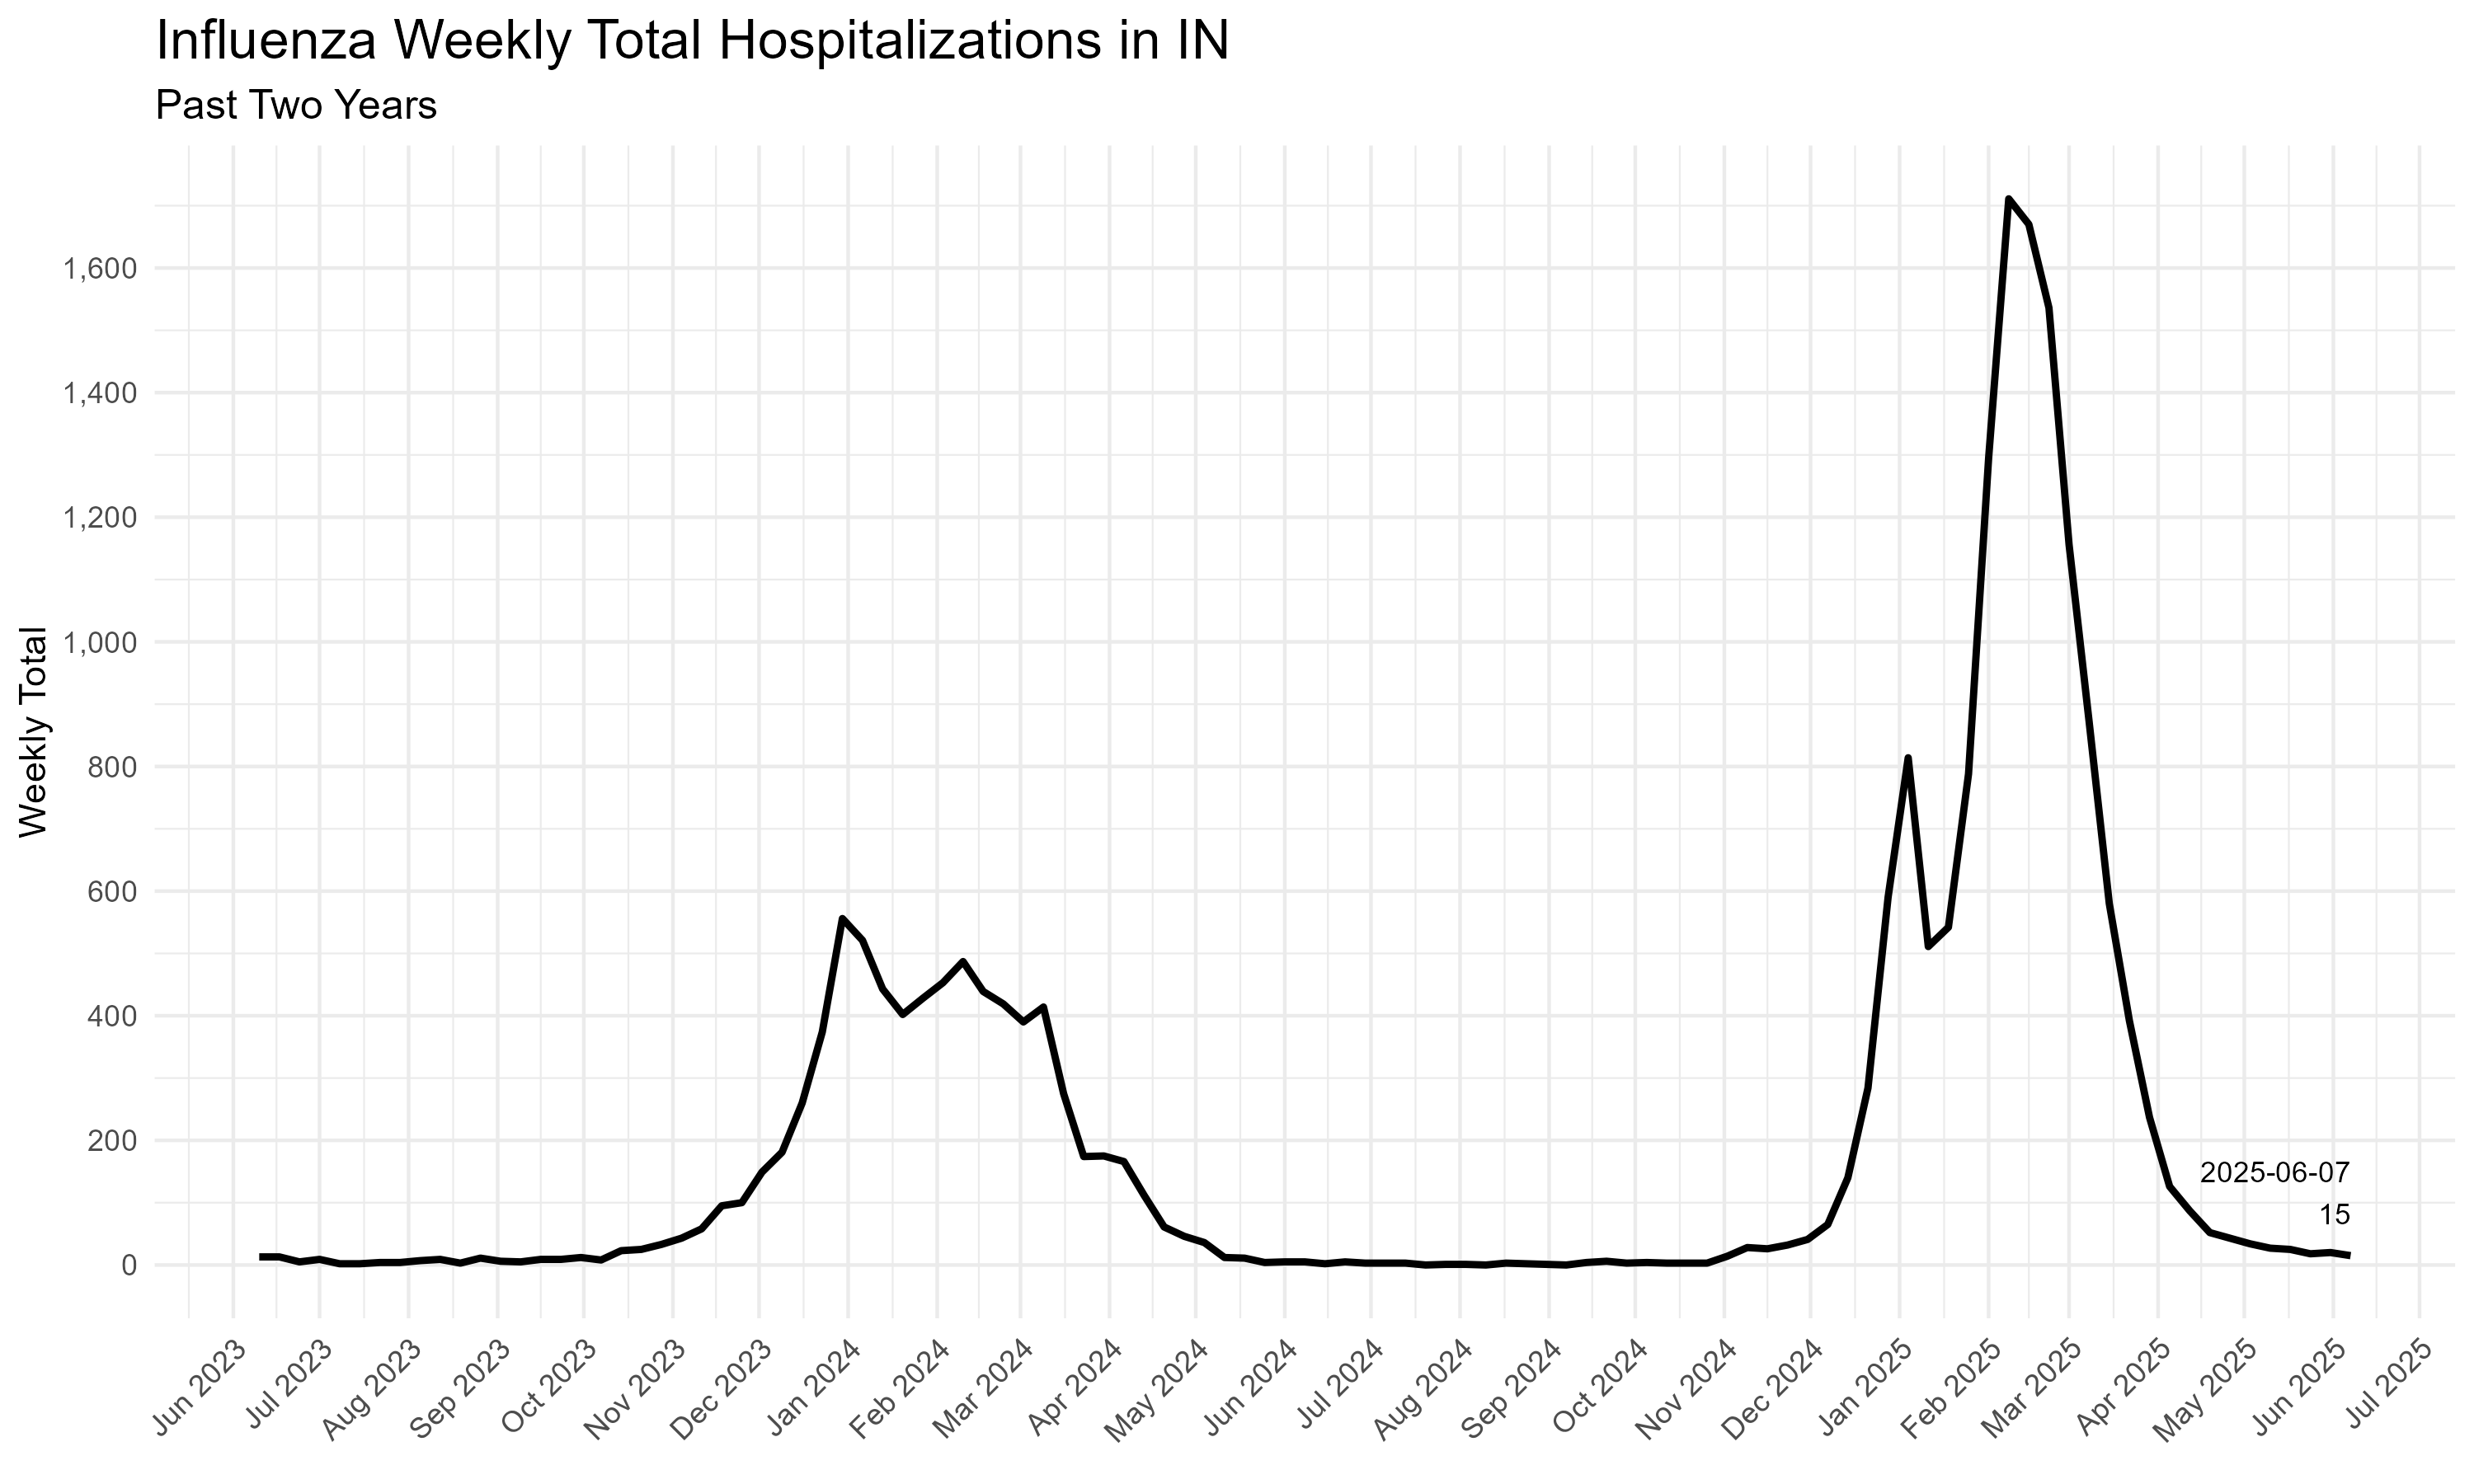 Influenza Weekly Total Hospitalizations in IN
Past Two Years
Weekly Total
1,600
1,400
1,200
1,000
800
600
400
200
0
2025-06-07
15
Jun 2023
Jul 2023
Aug 2023
Sep 2023
Oct 2023
Nov 2023
Dec 2023
Jan 2024
Feb 2024
Mar 2024
Apr 2024
May 2024
Jun 2024
Jul 2024
Aug 2024
Sep 2024
Oct 2024
Nov 2024
Dec 2024
Jan 2025
Feb 2025
Mar 2025
Apr 2025
May 2025
Jun 2025
Jul 2025